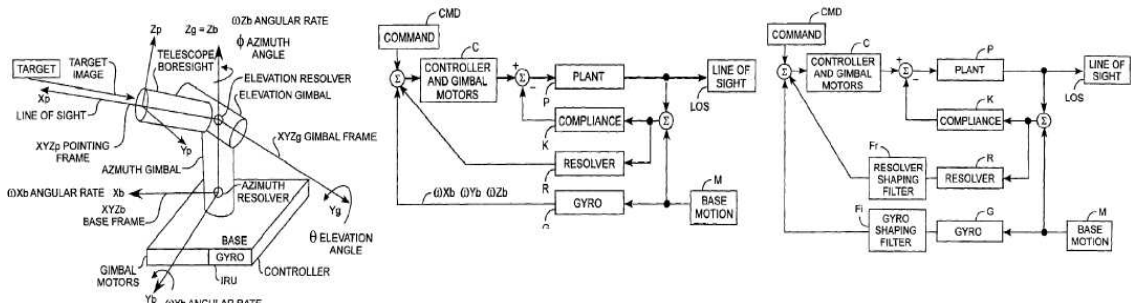 Zp
Zg = Zb
ωZb ANGULAR RATE
TELESCOPE
BORESIGHT
ϕ AZIMUTH
ANGLE
TARGET
TARGET
IMAGE
ELEVATION RESOLVER
ELEVATION GIMBAL
Xp
LINE OF SIGHT
XYZg GIMBAL FRAME
XYZp POINTING
FRAME
Yp
AZIMUTH GIMBAL
ωXb ANGULAR RATE
Xb
AZIMUTH
RESOLVER
XYZb
BASE FRAME
Yg
θ ELEVATION
ANGLE
BASE
GYRO
GIMBAL
MOTORS
IRU
CONTROLLER
Yb
ωYb ANGULAR RATE
CMD
COMMAND
C
Σ
CONTROLLER
AND GIMBAL
MOTORS
+
Σ
−
PLANT
P
LINE OF
SIGHT
LOS
COMPLIANCE
K
Σ
RESOLVER
R
ωXb ωYb ωZb
GYRO
M
BASE
MOTION
CMD
COMMAND
C
Σ
CONTROLLER
AND GIMBAL
MOTORS
+
Σ
−
P
PLANT
LINE OF
SIGHT
LOS
K
COMPLIANCE
Σ
Fr
RESOLVER
SHAPING
FILTER
R
RESOLVER
Fi
GYRO
SHAPING
FILTER
G
GYRO
M
BASE
MOTION